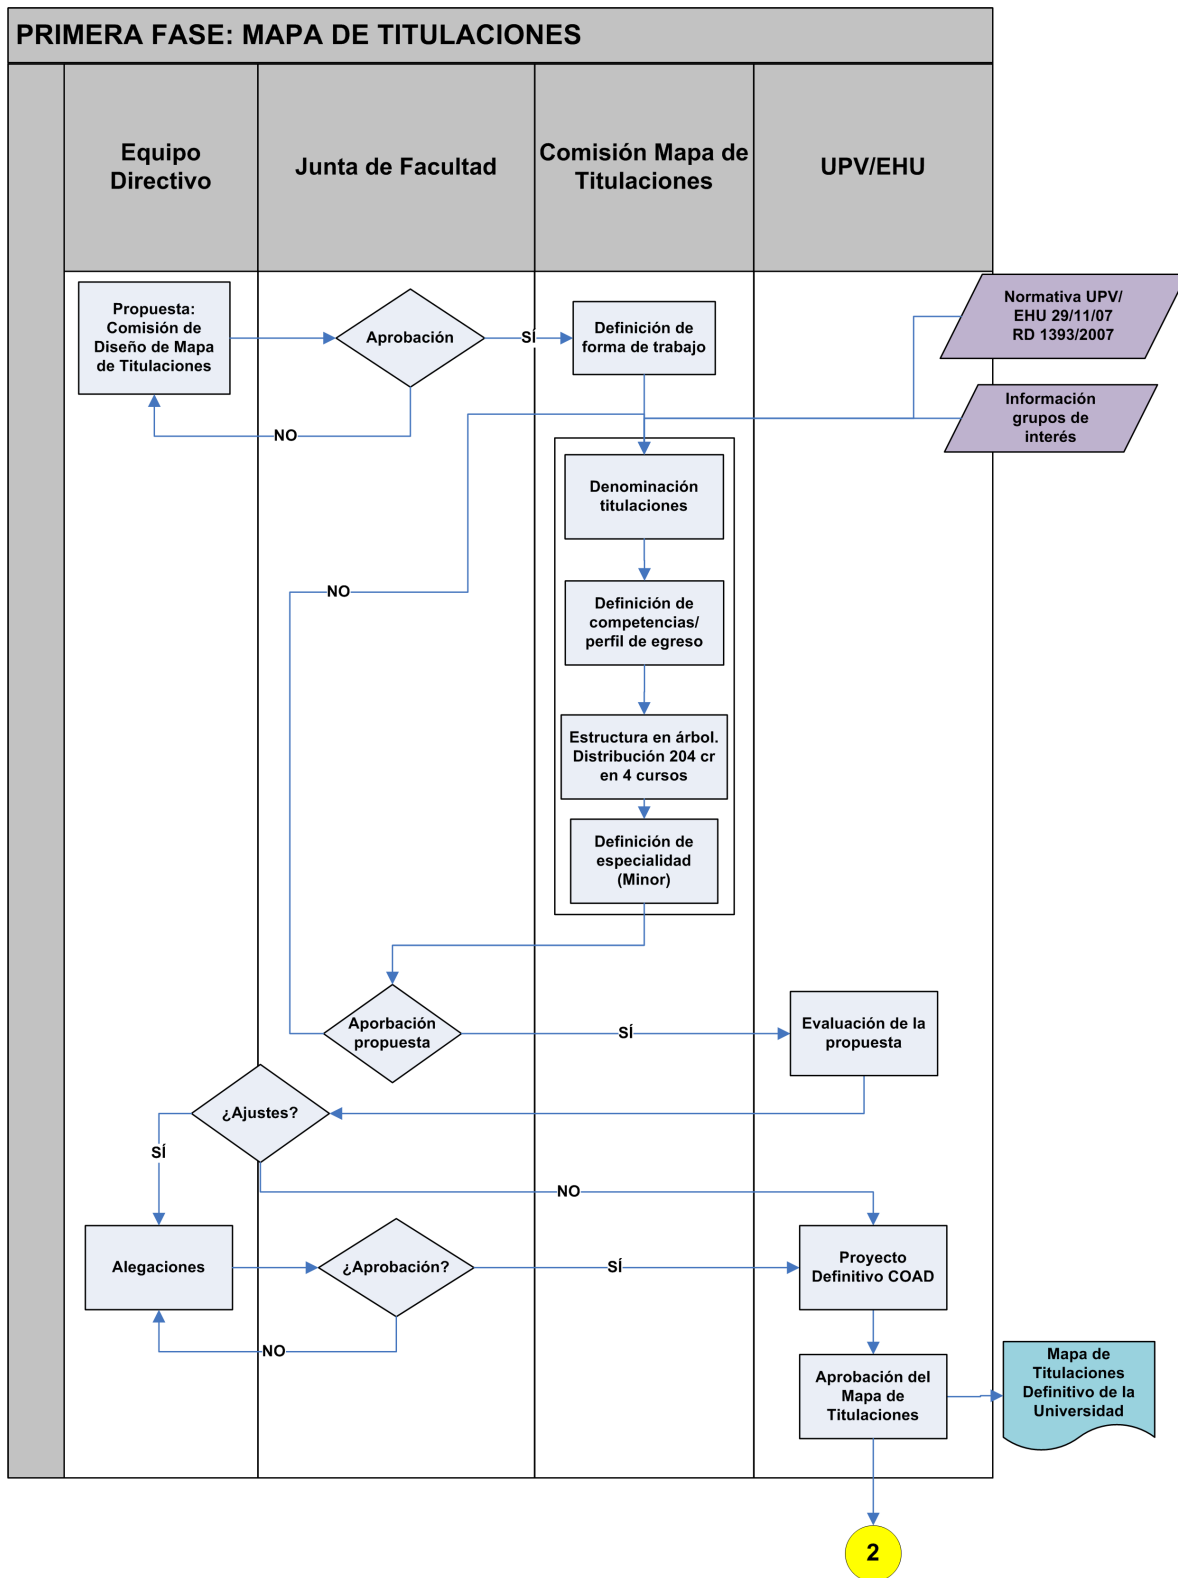 PRIMERA FASE: MAPA DE TITULACIONES
Equipo
Directivo
Junta de Facultad
Comisión Mapa de
Titulaciones
UPV/EHU
Propuesta:
Comisión de
Diseño de Mapa
de Titulaciones
Aprobación
SÍ
Definición de
forma de trabajo
Normativa UPV/
EHU 29/11/07
RD 1393/2007
NO
Información
grupos de
interés
Denominación
titulaciones
NO
Definición de
competencias/
perfil de egreso
Estructura en árbol.
Distribución 204 cr
en 4 cursos
Definición de
especialidad
(Minor)
Aporbación
propuesta
SÍ
Evaluación de la
propuesta
¿Ajustes?
SÍ
NO
Alegaciones
¿Aprobación?
SÍ
Proyecto
Definitivo COAD
NO
Aprobación del
Mapa de
Titulaciones
Mapa de
Titulaciones
Definitivo de la
Universidad
2